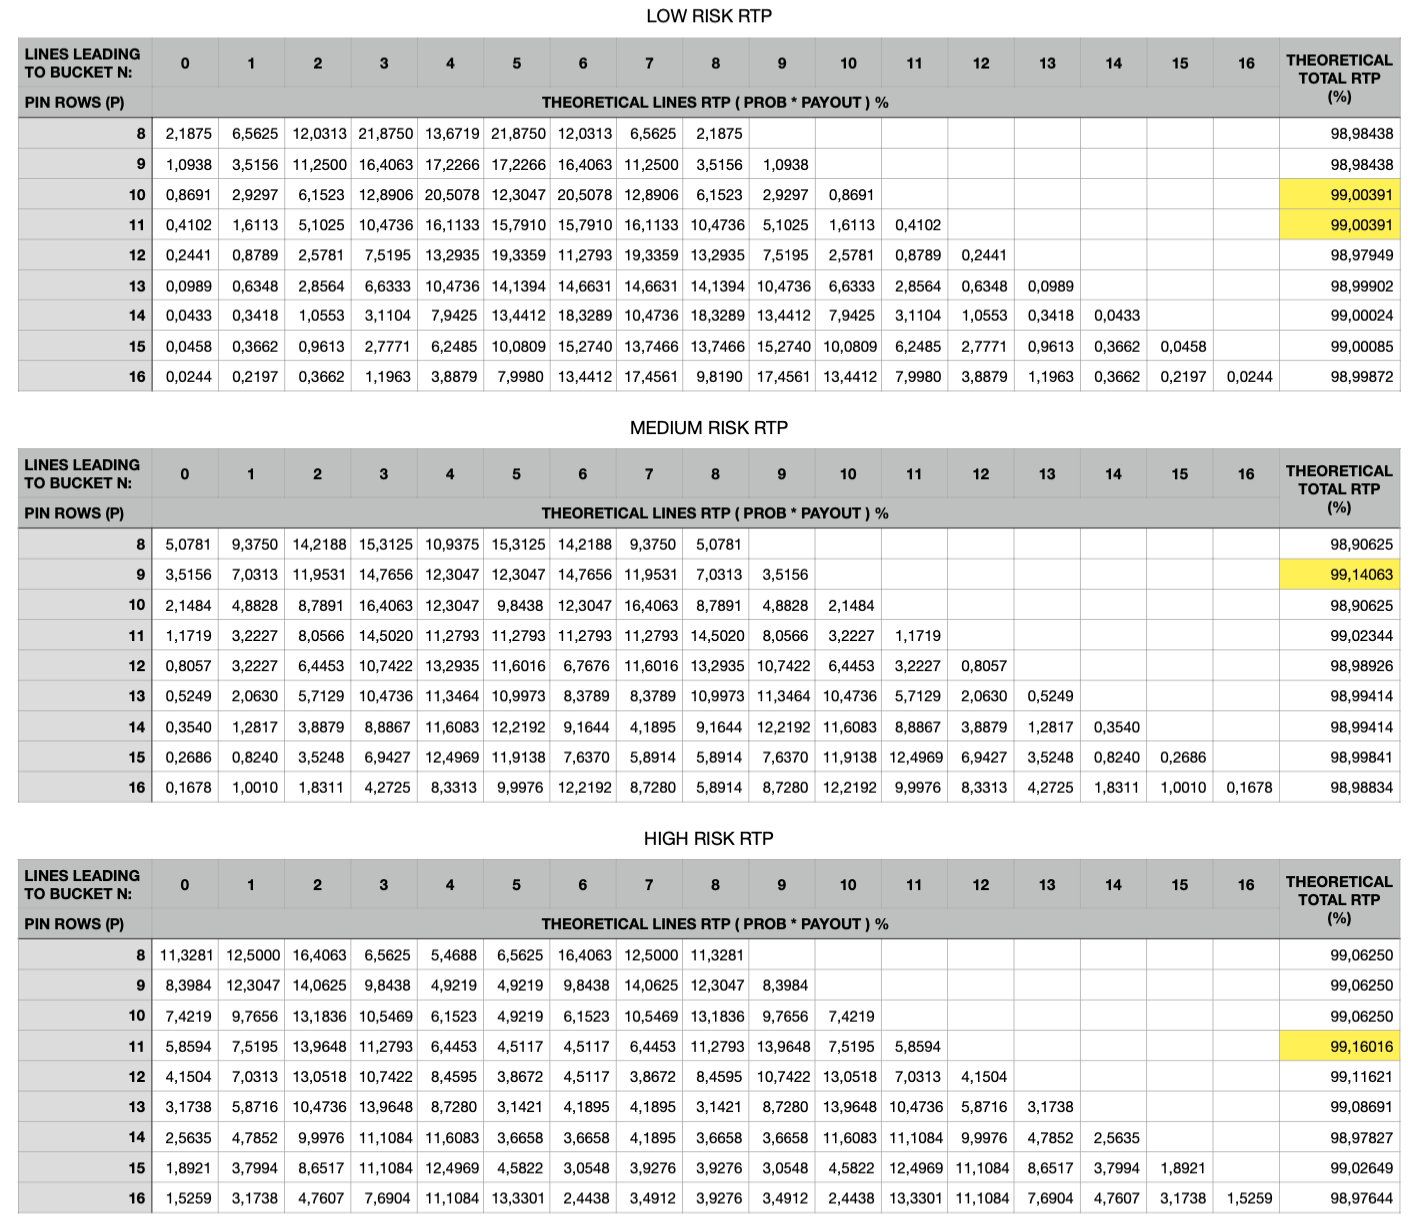 LOW RISK RTP
LINES LEADING TO BUCKET N: 0 1 2 3 4 5 6 7 8 9 10 11 12 13 14 15 16 THEORETICAL TOTAL RTP (%)
PIN ROWS (P) THEORETICAL LINES RTP ( PROB * PAYOUT ) %
8 2,1875 6,5625 12,0313 21,8750 13,6719 21,8750 12,0313 6,5625 2,1875 98,98438
9 1,0938 3,5156 11,2500 16,4063 17,2266 17,2266 16,4063 11,2500 3,5156 1,0938 98,98438
10 0,8691 2,9297 6,1523 12,8906 20,5078 12,3047 20,5078 12,8906 6,1523 2,9297 0,8691 99,00391
11 0,4102 1,6113 5,1025 10,4736 16,1133 15,7910 15,7910 16,1133 10,4736 5,1025 1,6113 0,4102 99,00391
12 0,2441 0,8789 2,5781 7,5195 13,2935 19,3359 11,2793 19,3359 13,2935 7,5195 2,5781 0,8789 0,2441 98,97949
13 0,0989 0,6348 2,8564 6,6333 10,4736 14,1394 14,6631 14,6631 14,1394 10,4736 6,6333 2,8564 0,6348 0,0989 98,99902
14 0,0433 0,3418 1,0553 3,1104 7,9425 13,4412 18,3289 10,4736 18,3289 13,4412 7,9425 3,1104 1,0553 0,3418 0,0433 99,00024
15 0,0458 0,3662 0,9613 2,7771 6,2485 10,0809 15,2740 13,7466 13,7466 15,2740 10,0809 6,2485 2,7771 0,9613 0,3662 0,0458 99,00085
16 0,0244 0,2197 0,3662 1,1963 3,8879 7,9980 13,4412 17,4561 9,8190 17,4561 13,4412 7,9980 3,8879 1,1963 0,3662 0,2197 0,0244 98,99872
MEDIUM RISK RTP
LINES LEADING TO BUCKET N: 0 1 2 3 4 5 6 7 8 9 10 11 12 13 14 15 16 THEORETICAL TOTAL RTP (%)
PIN ROWS (P) THEORETICAL LINES RTP ( PROB * PAYOUT ) %
8 5,0781 9,3750 14,2188 15,3125 10,9375 15,3125 14,2188 9,3750 5,0781 98,90625
9 3,5156 7,0313 11,9531 14,7656 12,3047 12,3047 14,7656 11,9531 7,0313 3,5156 99,14063
10 2,1484 4,8828 8,7891 16,4063 12,3047 9,8438 12,3047 16,4063 8,7891 4,8828 2,1484 98,90625
11 1,1719 3,2227 8,0566 14,5020 11,2793 11,2793 11,2793 11,2793 14,5020 8,0566 3,2227 1,1719 99,02344
12 0,8057 3,2227 6,4453 10,7422 13,2935 11,6016 6,7676 11,6016 13,2935 10,7422 6,4453 3,2227 0,8057 98,98926
13 0,5249 2,0630 5,7129 10,4736 11,3464 10,9973 8,3789 8,3789 10,9973 11,3464 10,4736 5,7129 2,0630 0,5249 98,99414
14 0,3540 1,2817 3,8879 8,8867 11,6083 12,2192 9,1644 4,1895 9,1644 12,2192 11,6083 8,8867 3,8879 1,2817 0,3540 98,99414
15 0,2686 0,8240 3,5248 6,9427 12,4969 11,9138 7,6370 5,8914 5,8914 7,6370 11,9138 12,4969 6,9427 3,5248 0,8240 0,2686 98,99841
16 0,1678 1,0010 1,8311 4,2725 8,3313 9,9976 12,2192 8,7280 5,8914 8,7280 12,2192 9,9976 8,3313 4,2725 1,8311 1,0010 0,1678 98,98834
HIGH RISK RTP
LINES LEADING TO BUCKET N: 0 1 2 3 4 5 6 7 8 9 10 11 12 13 14 15 16 THEORETICAL TOTAL RTP (%)
PIN ROWS (P) THEORETICAL LINES RTP ( PROB * PAYOUT ) %
8 11,3281 12,5000 16,4063 6,5625 5,4688 6,5625 16,4063 12,5000 11,3281 99,06250
9 8,3984 12,3047 14,0625 9,8438 4,9219 4,9219 9,8438 14,0625 12,3047 8,3984 99,06250
10 7,4219 9,7656 13,1836 10,5469 6,1523 4,9219 6,1523 10,5469 13,1836 9,7656 7,4219 99,06250
11 5,8594 7,5195 13,9648 11,2793 6,4453 4,5117 4,5117 6,4453 11,2793 13,9648 7,5195 5,8594 99,16016
12 4,1504 7,0313 13,0518 10,7422 8,4595 3,8672 4,5117 3,8672 8,4595 10,7422 13,0518 7,0313 4,1504 99,11621
13 3,1738 5,8716 10,4736 13,9648 8,7280 3,1421 4,1895 4,1895 3,1421 8,7280 13,9648 10,4736 5,8716 3,1738 99,08691
14 2,5635 4,7852 9,9976 11,1084 11,6083 3,6658 3,6658 4,1895 3,6658 3,6658 11,6083 11,1084 9,9976 4,7852 2,5635 98,97827
15 1,8921 3,7994 8,6517 11,1084 12,4969 4,5822 3,0548 3,9276 3,9276 3,0548 4,5822 12,4969 11,1084 8,6517 3,7994 1,8921 99,02649
16 1,5259 3,1738 4,7607 7,6904 11,1084 13,3301 2,4438 3,4912 3,9276 3,4912 2,4438 13,3301 11,1084 7,6904 4,7607 3,1738 1,5259 98,97644